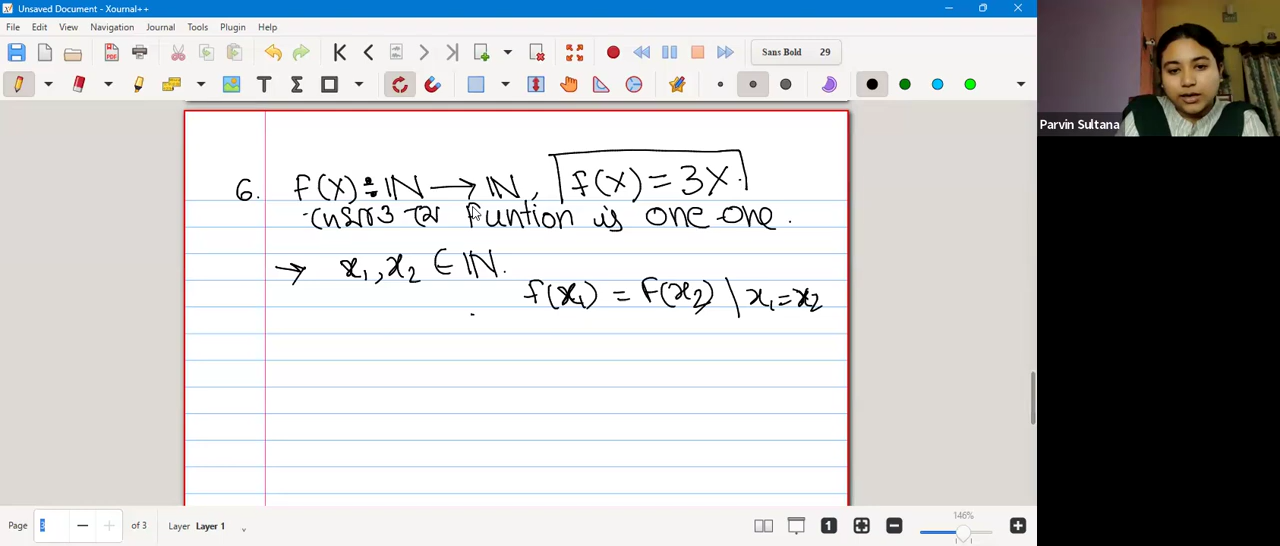 Unsaved Document - Xournal++
File Edit View Navigation Journal Tools Plugin Help
Sans Bold 29
Parvin Sultana
6. f(x) : IN → IN, f(x) = 3x.
Funtion is one-one.
→ x₁, x₂ ∈ IN.
f(x₁) = f(x₂) \ x₁ = x₂
Page 3 of 3 Layer Layer 1 146%